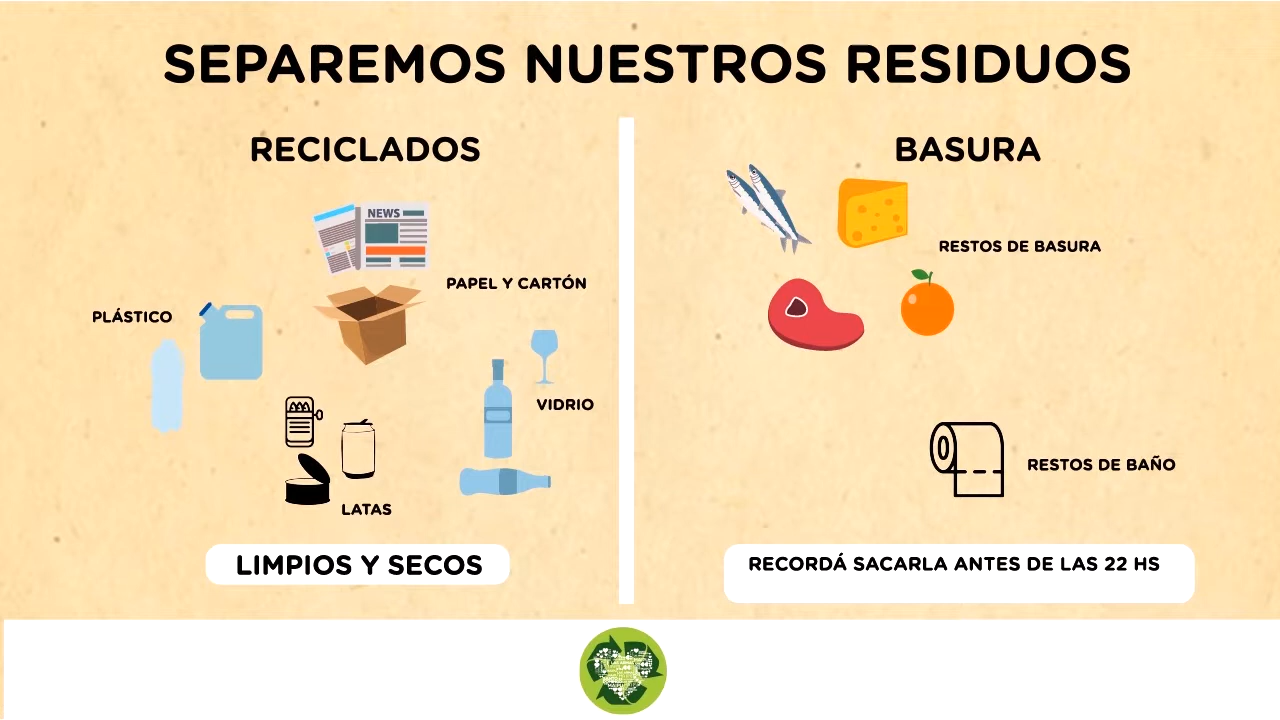 SEPAREMOS NUESTROS RESIDUOS
RECICLADOS
NEWS
PAPEL Y CARTÓN
PLÁSTICO
VIDRIO
LATAS
LIMPIOS Y SECOS
BASURA
RESTOS DE BASURA
RESTOS DE BAÑO
RECORDÁ SACARLA ANTES DE LAS 22 HS